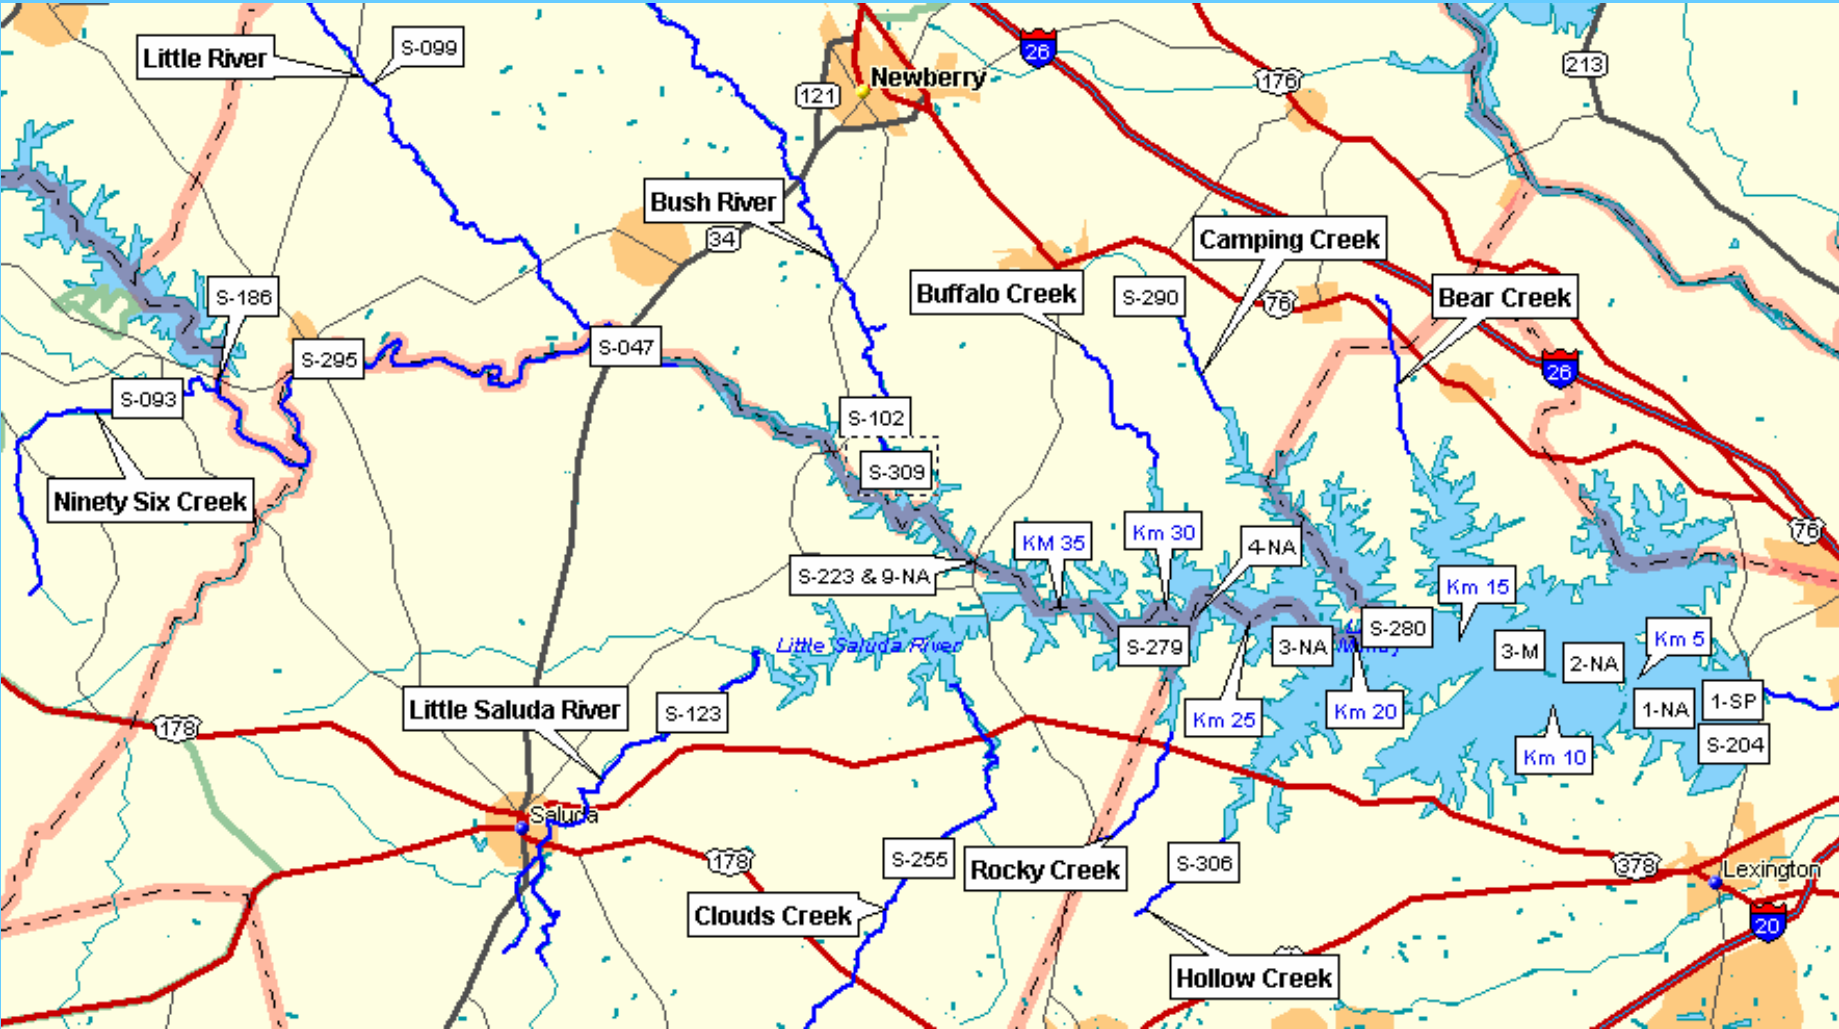 Little River
S-099
26
213
176
Newberry
121
Bush River
34
Camping Creek
Buffalo Creek
S-290
76
Bear Creek
S-186
S-295
S-047
26
S-093
S-102
S-309
Ninety Six Creek
KM 35
Km 30
4-NA
76
S-223 & 9-NA
Km 15
Little Saluda River
S-279
3-NA
S-280
3-M
2-NA
Km 5
Little Saluda River
S-123
Km 25
Km 20
1-NA
1-SP
178
Km 10
S-204
Saluda
178
S-255
Rocky Creek
S-306
378
Lexington
Clouds Creek
20
Hollow Creek